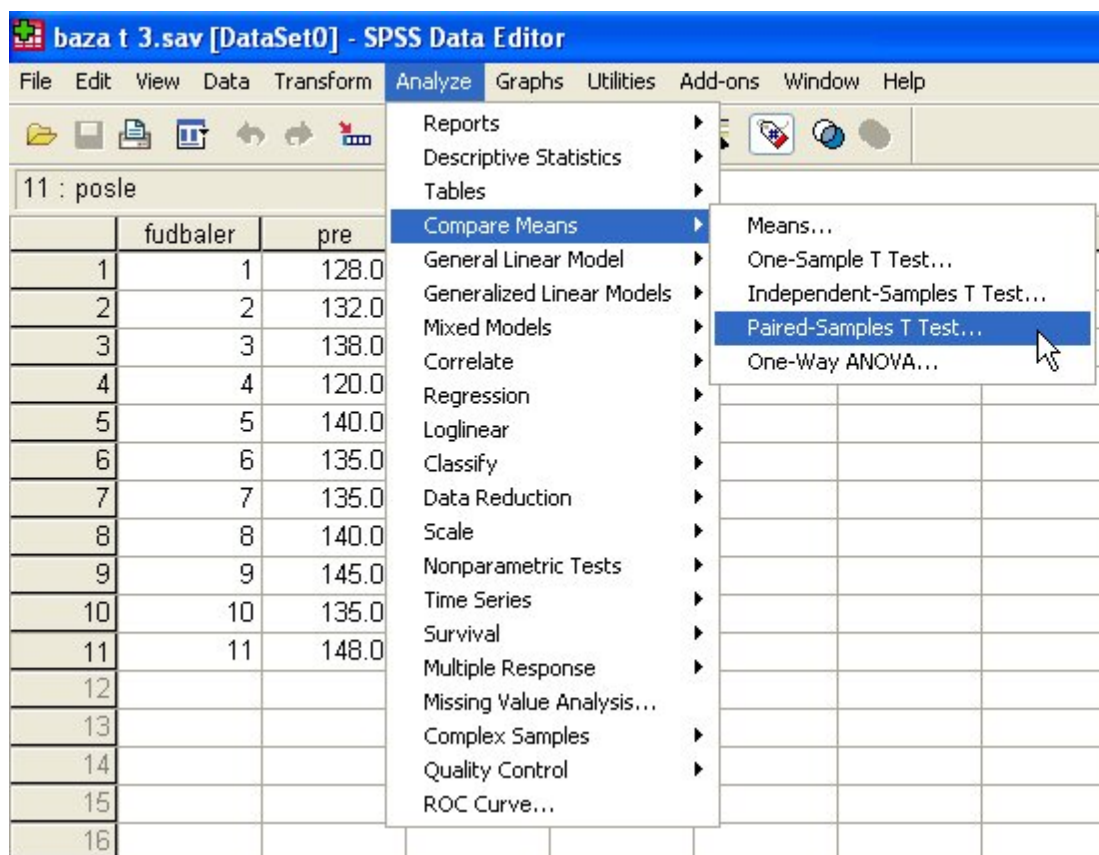 baza t 3.sav [DataSet0] - SPSS Data Editor
File Edit View Data Transform Analyze Graphs Utilities Add-ons Window Help
11 : posle
fudbaler pre
1 1 128.0
2 2 132.0
3 3 138.0
4 4 120.0
5 5 140.0
6 6 135.0
7 7 135.0
8 8 140.0
9 9 145.0
10 10 135.0
11 11 148.0
12
13
14
15
16
Reports
Descriptive Statistics
Tables
Compare Means
General Linear Model
Generalized Linear Models
Mixed Models
Correlate
Regression
Loglinear
Classify
Data Reduction
Scale
Nonparametric Tests
Time Series
Survival
Multiple Response
Missing Value Analysis...
Complex Samples
Quality Control
ROC Curve...
Means...
One-Sample T Test...
Independent-Samples T Test...
Paired-Samples T Test...
One-Way ANOVA...